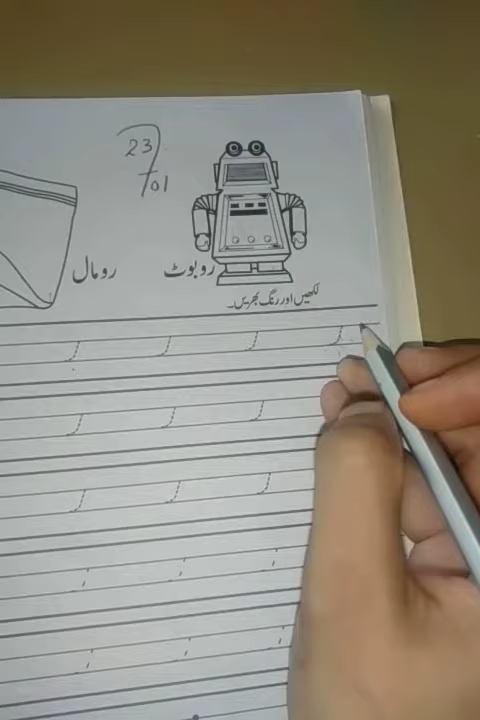 23/01
روبوٹ
رومال
لکھیں اور رنگ بھریں۔
ر ر ر ر
ر ر ر
ر ر ر